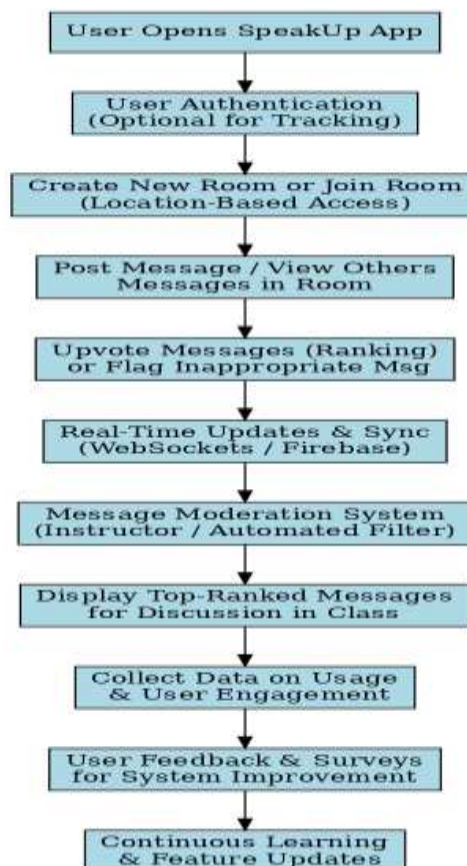 User Opens SpeakUp App
User Authentication
(Optional for Tracking)
Create New Room or Join Room
(Location-Based Access)
Post Message / View Others
Messages in Room
Upvote Messages (Ranking)
or Flag Inappropriate Msg
Real-Time Updates & Sync
(WebSockets / Firebase)
Message Moderation System
(Instructor / Automated Filter)
Display Top-Ranked Messages
for Discussion in Class
Collect Data on Usage
& User Engagement
User Feedback & Surveys
for System Improvement
Continuous Learning
& Feature Updates